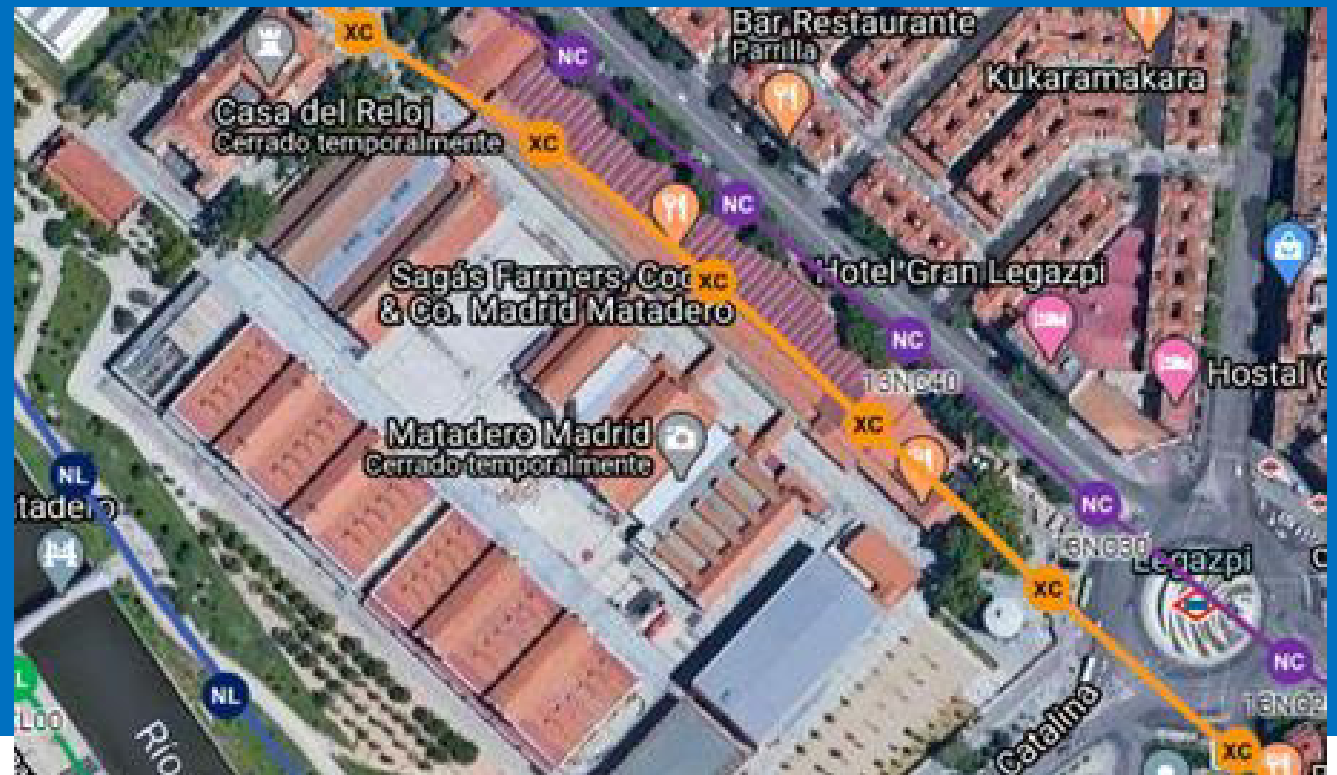 XC
Bar Restaurante
Parrilla
NC
Kukaramakara
Casa del Reloj
Cerrado temporalmente
XC
NC
Sagás Farmers, Coo
& Co. Madrid Matadero
XC
Hotel Gran Legazpi
NC
13NC40
Hostal
XC
Matadero Madrid
Cerrado temporalmente
NL
tadero
NC
Legazpi
XC
NC
NL
L
L00
Río
Catalina
XC